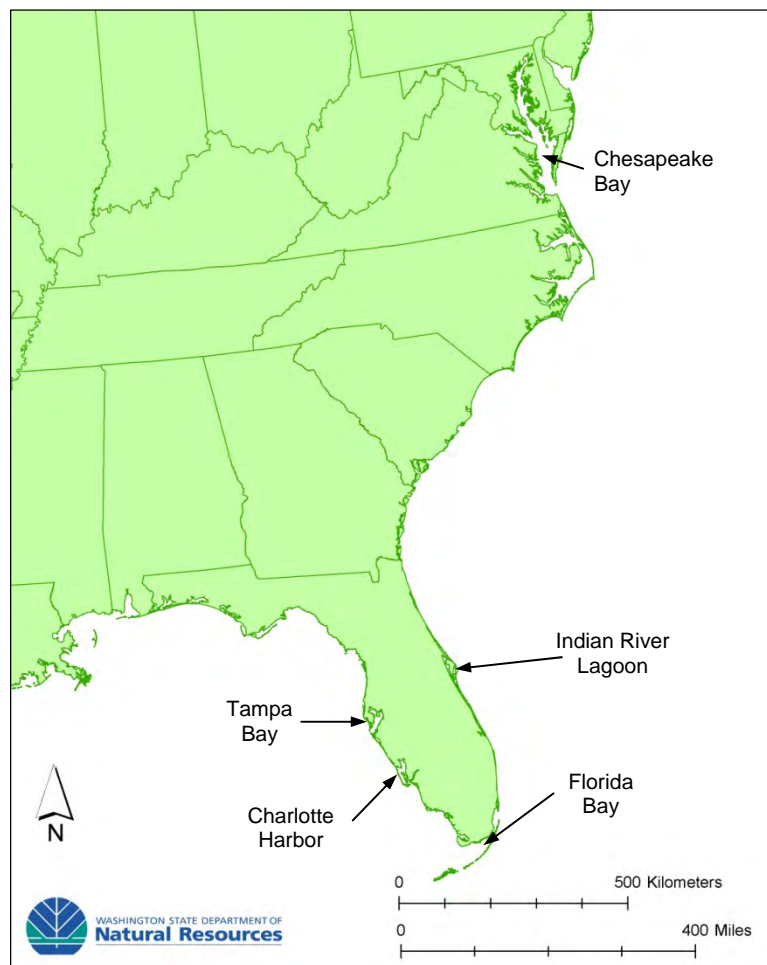 Chesapeake
Bay
Indian River
Lagoon
Tampa
Bay
Florida
Bay
Charlotte
Harbor
N
0 500 Kilometers
0 400 Miles
WASHINGTON STATE DEPARTMENT OF
Natural Resources